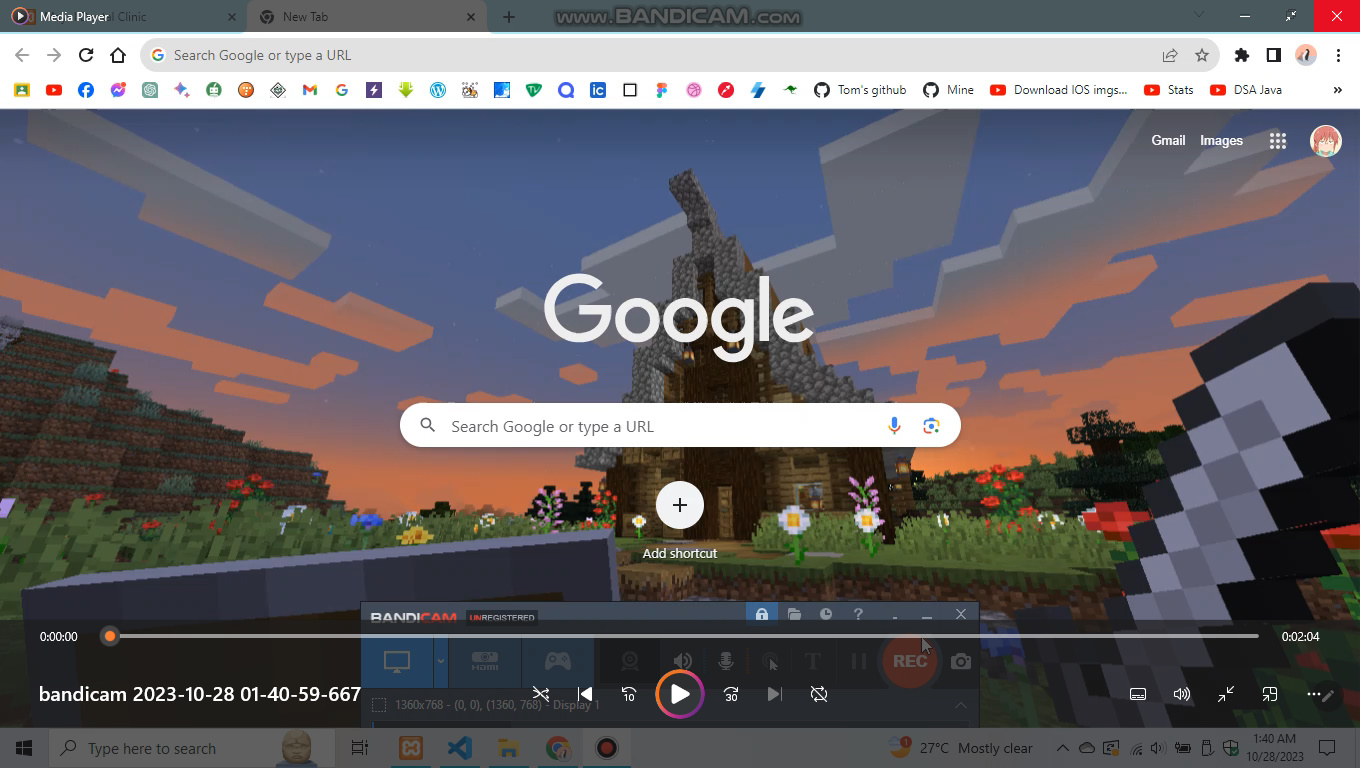 Media Player
Clinic
New Tab
www.BANDICAM.com
Search Google or type a URL
Tom's github
Mine
Download IOS imgs...
Stats
DSA Java
»
Gmail
Images
Google
Search Google or type a URL
Add shortcut
BANDICAM UNREGISTERED
0:00:00
0:02:04
HDMI
REC
bandicam 2023-10-28 01-40-59-667
10
30
1360x768 - (0, 0), (1360, 768) - Display 1
Type here to search
1
27°C Mostly clear
1:40 AM
10/28/2023